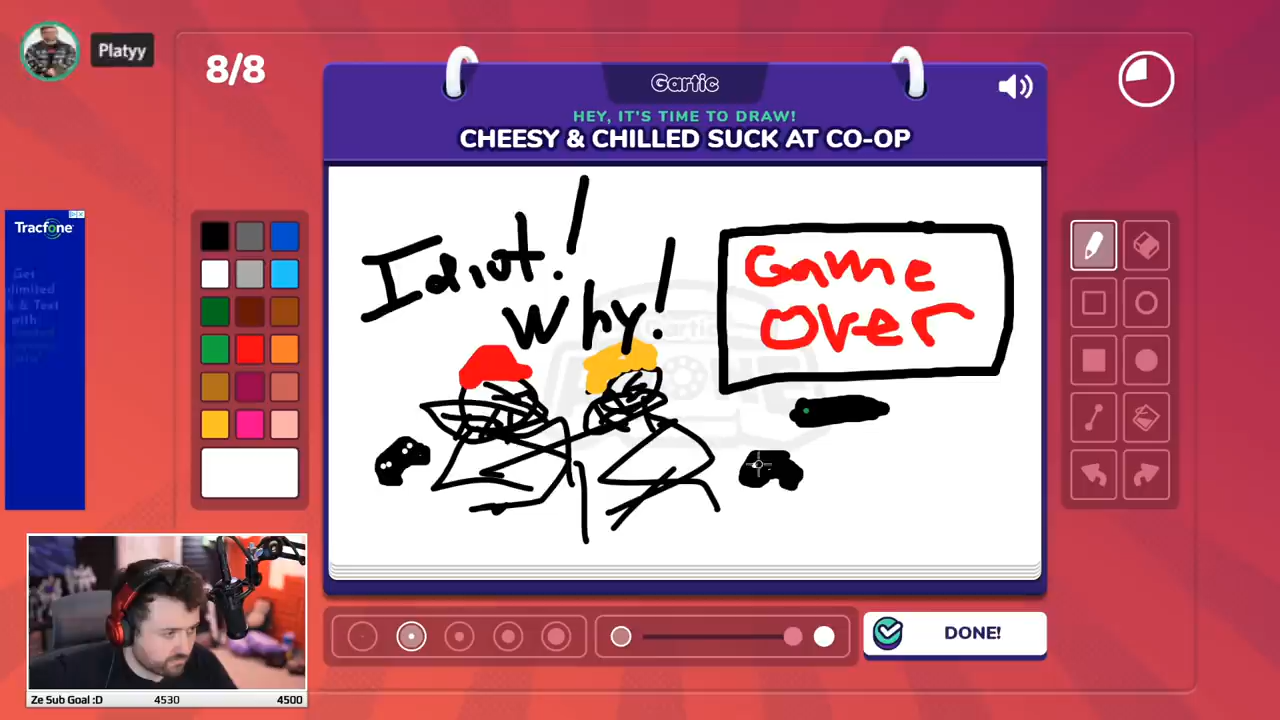 Platyy
8/8
Gartic
HEY, IT'S TIME TO DRAW!
CHEESY & CHILLED SUCK AT CO-OP
Idiot!
Why!
Game
Over
Tracfone
Get
DONE!
Ze Sub Goal :D 4530 4500